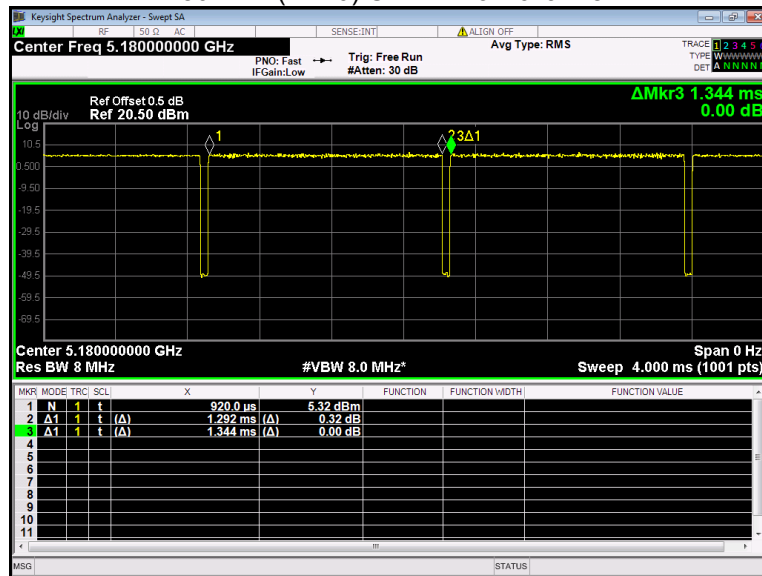 Keysight Spectrum Analyzer - Swept SA
LXI RF 50 Ω AC SENSE:INT ALIGN OFF
Center Freq 5.180000000 GHz Avg Type: RMS TRACE 1 2 3 4 5
PNO: Fast Trig: Free Run TYPE WWWWWW
IFGain:Low #Atten: 30 dB DET A N N N N
ΔMkr3 1.344 ms
Ref Offset 0.5 dB 0.00 dB
10 dB/div Ref 20.50 dBm
Log
1 2 3Δ1
10.5
0.500
-9.50
-19.5
-29.5
-39.5
-49.5
-59.5
-69.5
Center 5.180000000 GHz Span 0 Hz
Res BW 8 MHz #VBW 8.0 MHz* Sweep 4.000 ms (1001 pts)
MKR MODE TRC SCL X Y FUNCTION FUNCTION WIDTH FUNCTION VALUE
1 N 1 t 920.0 µs 5.32 dBm
2 Δ1 1 t (Δ) 1.292 ms (Δ) 0.32 dB
3 Δ1 1 t (Δ) 1.344 ms (Δ) 0.00 dB
4
5
6
7
8
9
10
11
MSG STATUS